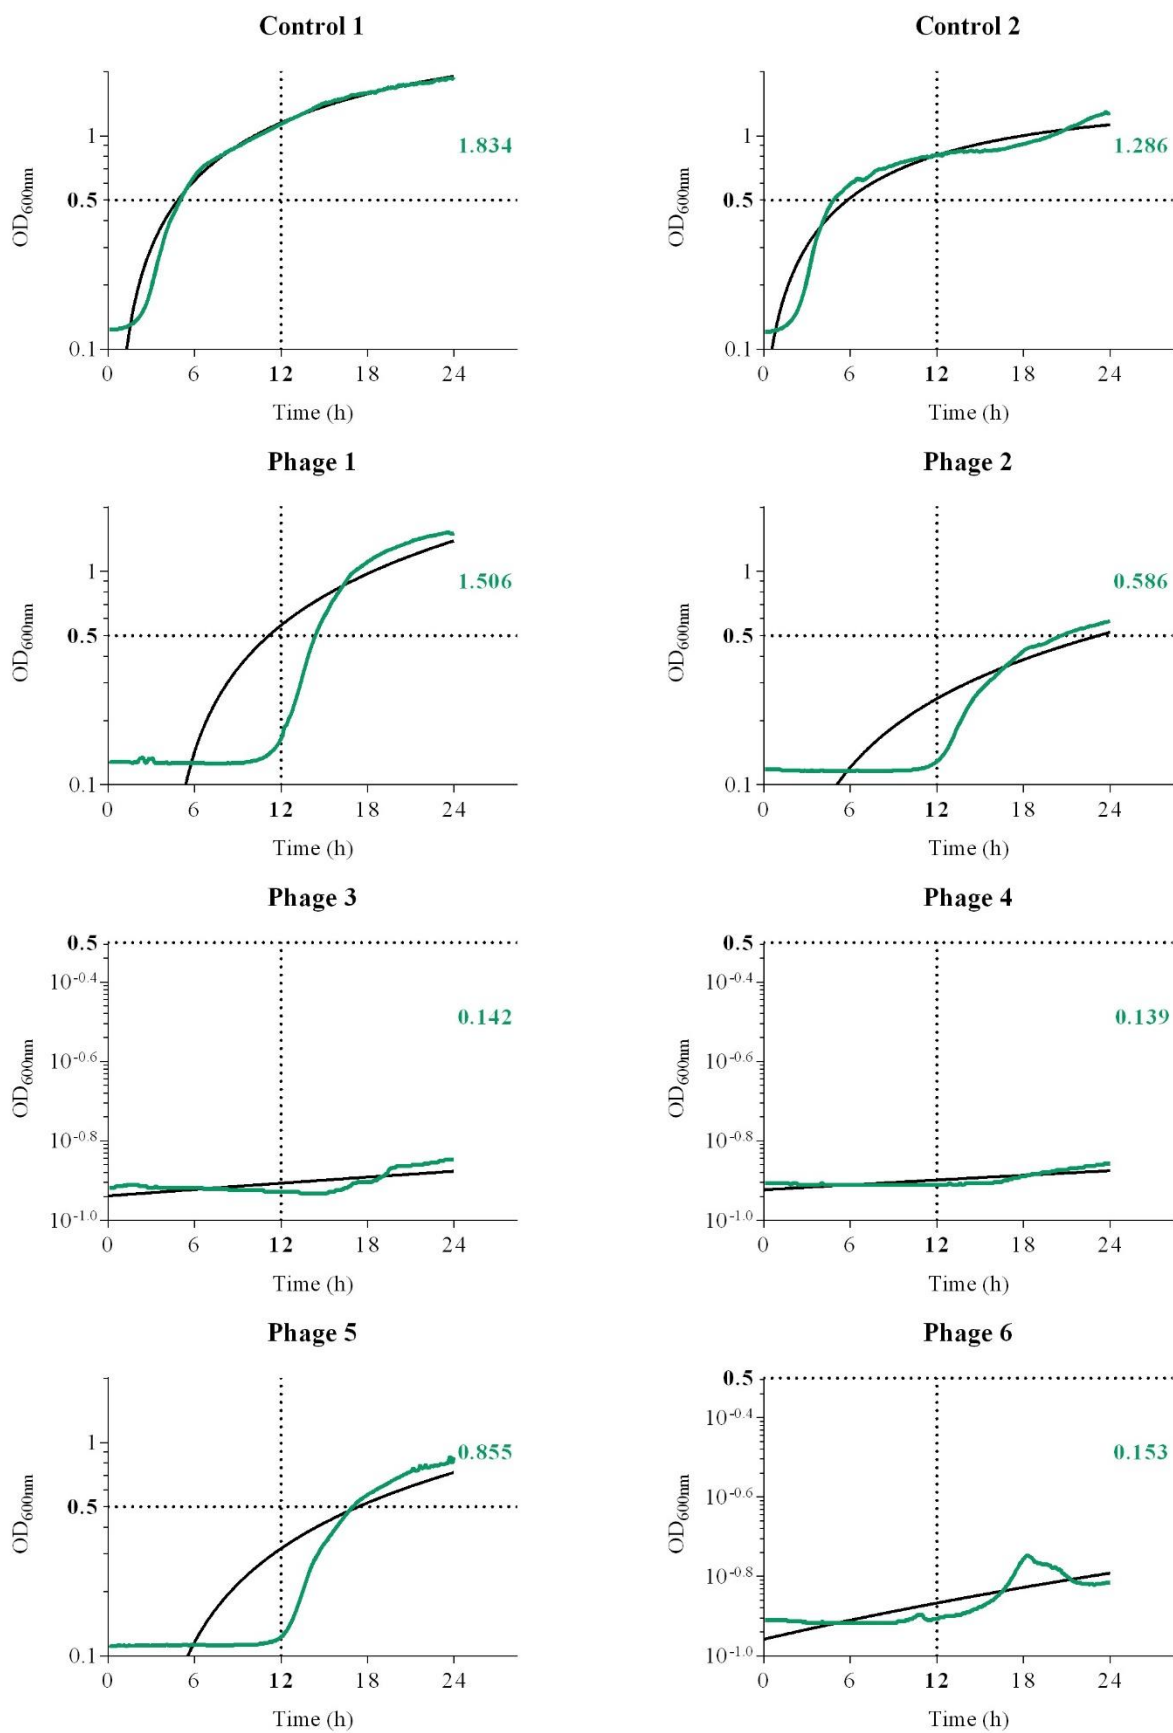 Control 1
1
0.5
0.1
OD600nm
1.834
0 6 12 18 24
Time (h)
Control 2
1
0.5
0.1
OD600nm
1.286
0 6 12 18 24
Time (h)
Phage 1
1
0.5
0.1
OD600nm
1.506
0 6 12 18 24
Time (h)
Phage 2
1
0.5
0.1
OD600nm
0.586
0 6 12 18 24
Time (h)
Phage 3
0.5
10-0.4
10-0.6
10-0.8
10-1.0
OD600nm
0.142
0 6 12 18 24
Time (h)
Phage 4
0.5
10-0.4
10-0.6
10-0.8
10-1.0
OD600nm
0.139
0 6 12 18 24
Time (h)
Phage 5
1
0.5
0.1
OD600nm
0.855
0 6 12 18 24
Time (h)
Phage 6
0.5
10-0.4
10-0.6
10-0.8
10-1.0
OD600nm
0.153
0 6 12 18 24
Time (h)